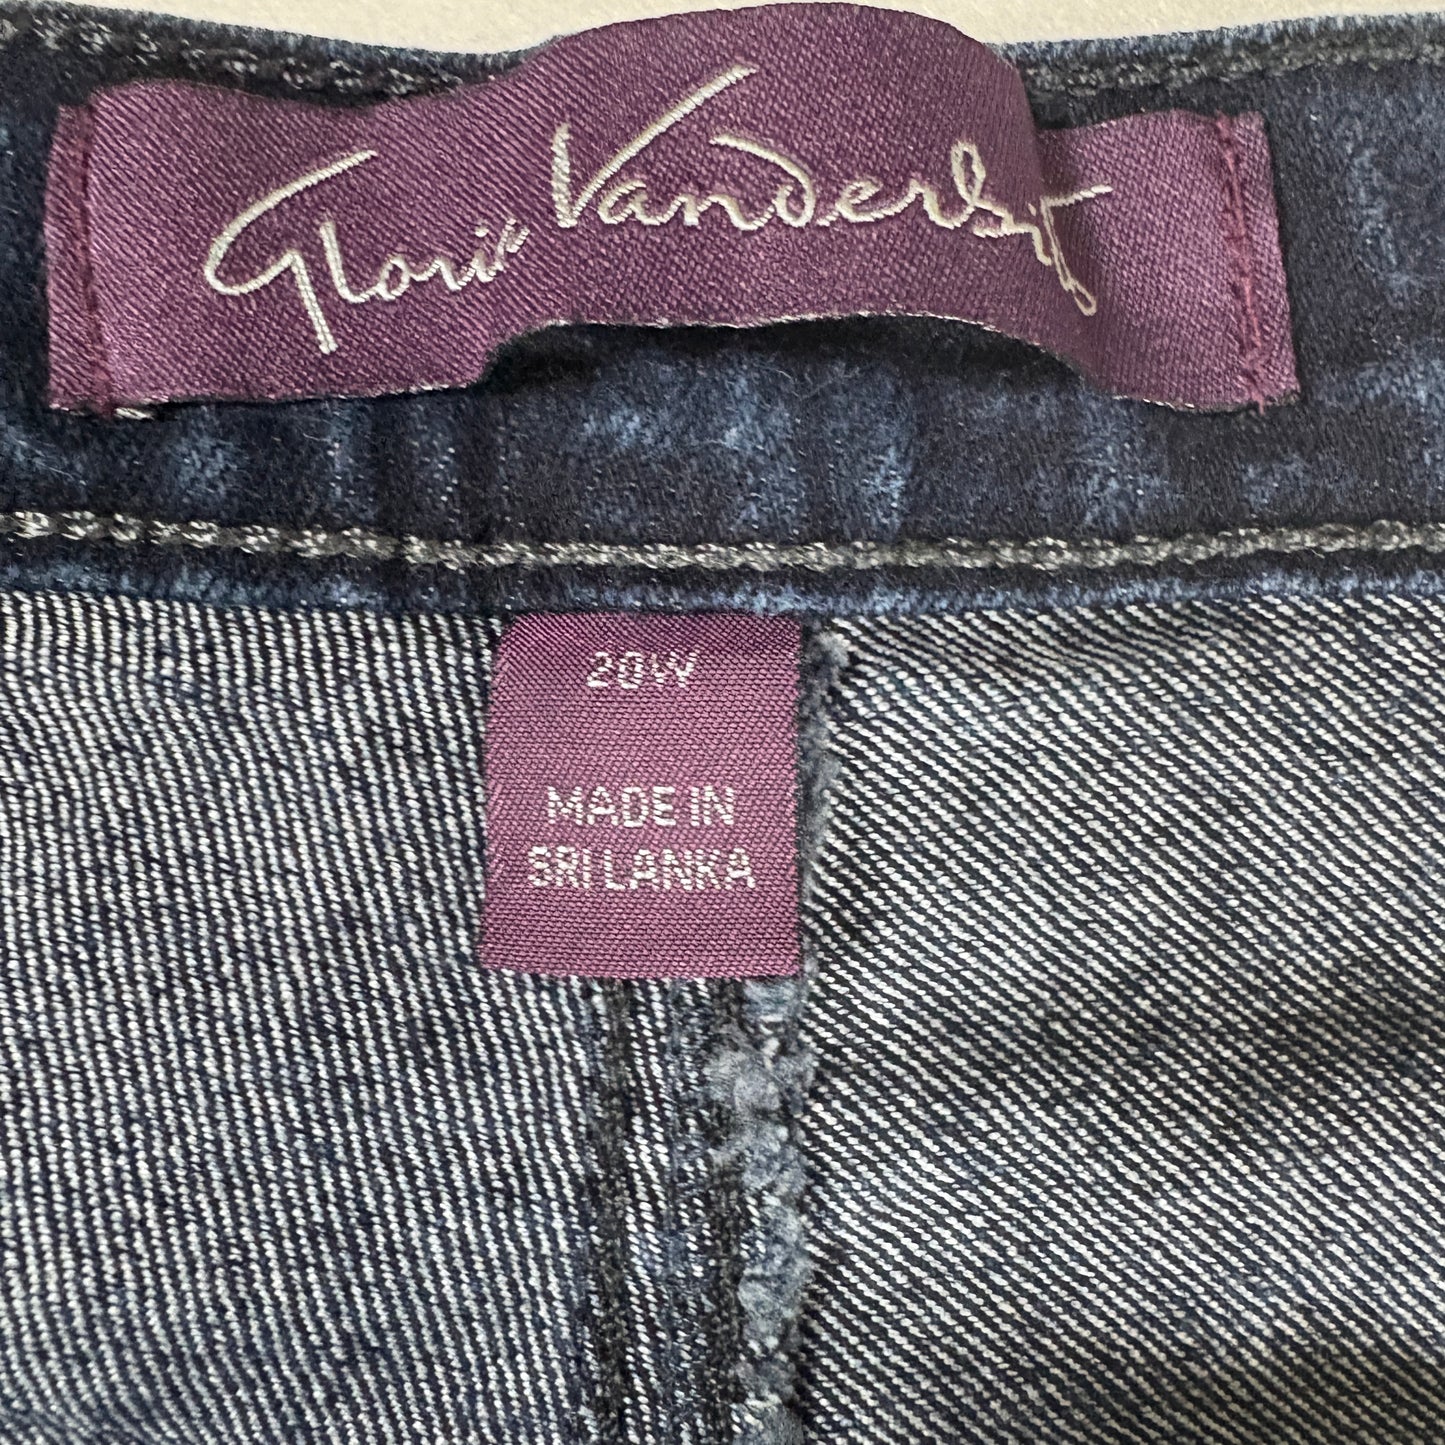 Gloria Vanderbilt
20W
MADE IN
SRI LANKA